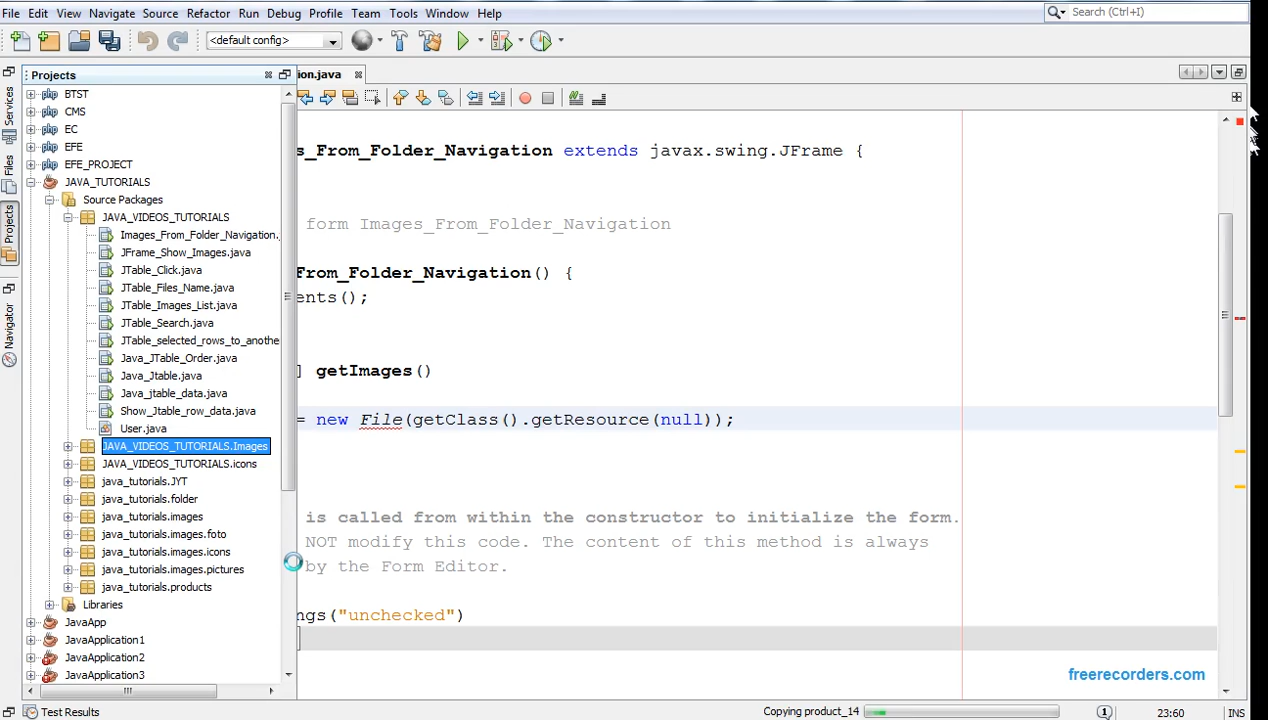 File Edit View Navigate Source Refactor Run Debug Profile Team Tools Window Help
Search (Ctrl+I)
<default config>
Projects
ion.java
Services
Files
Projects
Navigator
BTST
CMS
EC
EFE
EFE_PROJECT
JAVA_TUTORIALS
Source Packages
JAVA_VIDEOS_TUTORIALS
Images_From_Folder_Navigation.
JFrame_Show_Images.java
JTable_Click.java
JTable_Files_Name.java
JTable_Images_List.java
JTable_Search.java
JTable_selected_rows_to_anothe
Java_JTable_Order.java
Java_Jtable.java
Java_jtable_data.java
Show_Jtable_row_data.java
User.java
JAVA_VIDEOS_TUTORIALS.Images
JAVA_VIDEOS_TUTORIALS.icons
java_tutorials.JYT
java_tutorials.folder
java_tutorials.images
java_tutorials.images.foto
java_tutorials.images.icons
java_tutorials.images.pictures
java_tutorials.products
Libraries
JavaApp
JavaApplication1
JavaApplication2
JavaApplication3
s_From_Folder_Navigation extends javax.swing.JFrame {
form Images_From_Folder_Navigation
From_Folder_Navigation() {
ents();
] getImages()
= new File(getClass().getResource(null));
is called from within the constructor to initialize the form.
NOT modify this code. The content of this method is always
by the Form Editor.
ngs("unchecked")
freerecorders.com
Test Results
Copying product_14
1
23:60
INS